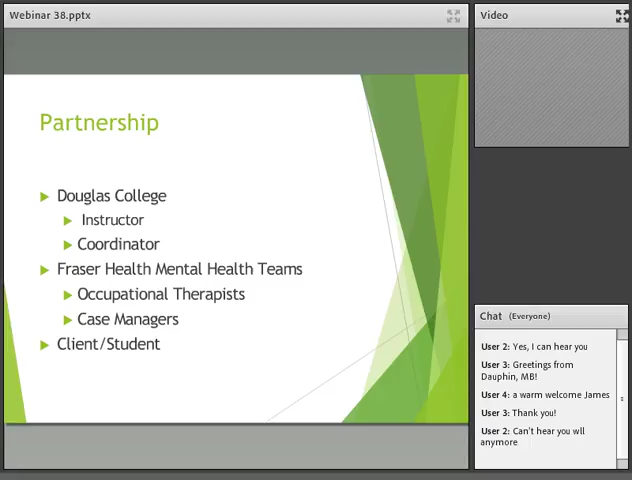 Webinar 38.pptx
Partnership
Douglas College
Instructor
Coordinator
Fraser Health Mental Health Teams
Occupational Therapists
Case Managers
Client/Student
Video
Chat (Everyone)
User 2: Yes, I can hear you
User 3: Greetings from
Dauphin, MB!
User 4: a warm welcome James
User 3: Thank you!
User 2: Can't hear you wll
anymore